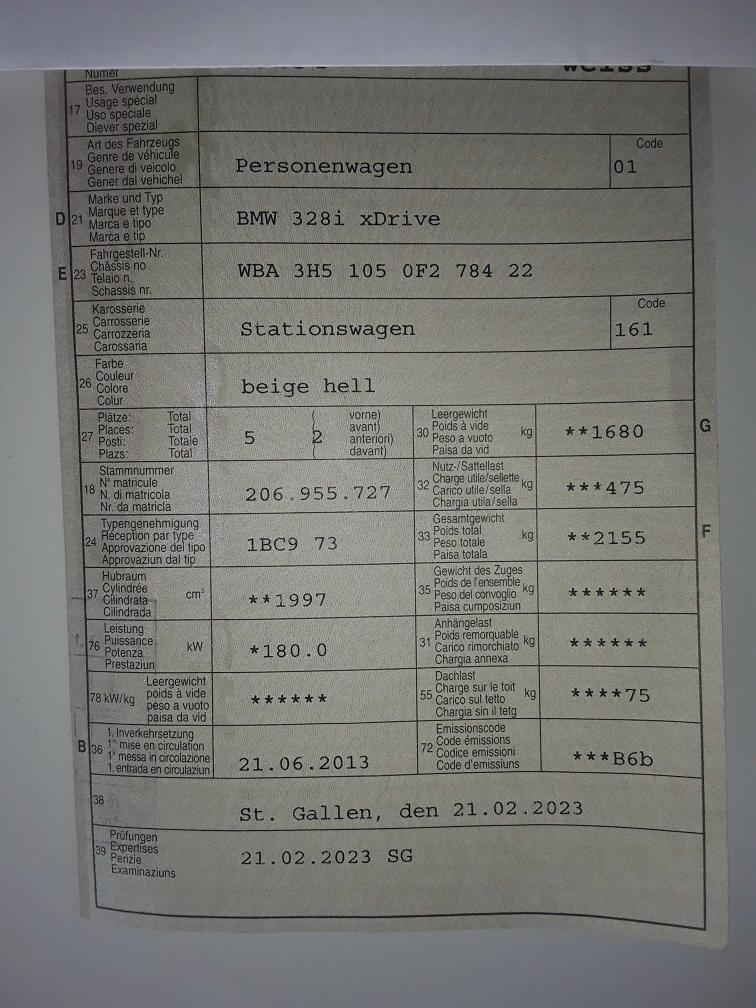 Numer weiss
17 Bes. Verwendung
Usage spécial
Uso speciale
Diever spezial
19 Art des Fahrzeugs
Genre de véhicule
Genere di veicolo
Gener dal vehichel
Personenwagen
Code
01
D 21 Marke und Typ
Marque et type
Marca e tipo
Marca e tip
BMW 328i xDrive
E 23 Fahrgestell-Nr.
Châssis no
Telaio n.
Schassis nr.
WBA 3H5 105 0F2 784 22
25 Karosserie
Carrosserie
Carrozzeria
Carossaria
Stationswagen
Code
161
26 Farbe
Couleur
Colore
Colur
beige hell
27 Plätze: Total
Places: Total
Posti: Totale
Plazs: Total
5 ( 2 vorne)
avant)
anteriori)
davant)
30 Leergewicht
Poids à vide kg
Peso a vuoto
Paisa da vid
**1680 G
18 Stammnummer
N° matricule
N. di matricola
Nr. da matricla
206.955.727
32 Nutz-/Sattellast
Charge utile/sellette kg
Carico utile/sella
Chargia utila/sella
***475
24 Typengenehmigung
Réception par type
Approvazione del tipo
Approvaziun dal tip
1BC9 73
33 Gesamtgewicht
Poids total kg
Peso totale
Paisa totala
**2155 F
37 Hubraum
Cylindrée cm³
Cilindrata
Cilindrada
**1997
35 Gewicht des Zuges
Poids de l'ensemble kg
Peso del convoglio
Paisa cumposiziun
******
76 Leistung
Puissance kW
Potenza
Prestaziun
*180.0
31 Anhängelast
Poids remorquable kg
Carico rimorchiato
Chargia annexa
******
78 kW/kg Leergewicht
poids à vide
peso a vuoto
paisa da vid
******
55 Dachlast
Charge sur le toit kg
Carico sul tetto
Chargia sin il tetg
****75
B 36 1. Inverkehrsetzung
1re mise en circulation
1a messa in circolazione
1. entrada en circulaziun
21.06.2013
72 Emissionscode
Code émissions
Codice emissioni
Code d'emissiuns
***B6b
38
St. Gallen, den 21.02.2023
39 Prüfungen
Expertises
Perizie
Examinaziuns
21.02.2023 SG